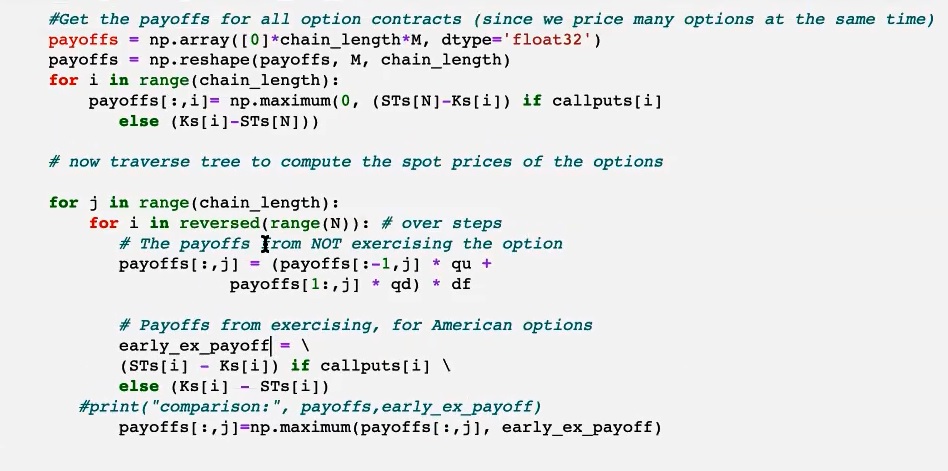 #Get the payoffs for all option contracts (since we price many options at the same time)
payoffs = np.array([0]*chain_length*M, dtype='float32')
payoffs = np.reshape(payoffs, M, chain_length)
for i in range(chain_length):
    payoffs[:,i]= np.maximum(0, (STs[N]-Ks[i]) if callputs[i]
       else (Ks[i]-STs[N]))

# now traverse tree to compute the spot prices of the options

for j in range(chain_length):
    for i in reversed(range(N)): # over steps
       # The payoffs from NOT exercising the option
       payoffs[:,j] = (payoffs[:-1,j] * qu +
                  payoffs[1:,j] * qd) * df

       # Payoffs from exercising, for American options
       early_ex_payoff = \
       (STs[i] - Ks[i]) if callputs[i] \
       else (Ks[i] - STs[i])
   #print("comparison:", payoffs,early_ex_payoff)
       payoffs[:,j]=np.maximum(payoffs[:,j], early_ex_payoff)